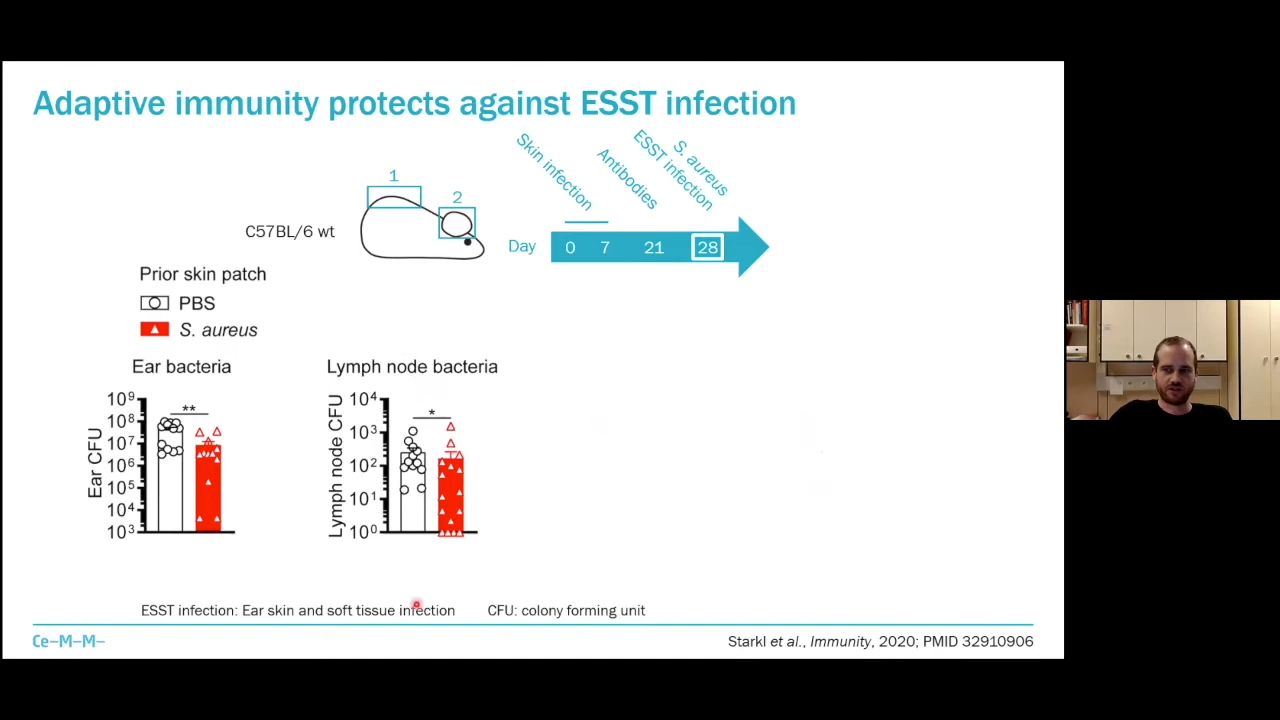 Adaptive immunity protects against ESST infection
Skin infection
Antibodies
S. aureus
ESST infection
1
2
C57BL/6 wt
Day
0 7 21 28
Prior skin patch
PBS
S. aureus
Ear bacteria
Ear CFU
10⁹
10⁸
10⁷
10⁶
10⁵
10⁴
10³
**
Lymph node bacteria
Lymph node CFU
10⁴
10³
10²
10¹
10⁰
*
ESST infection: Ear skin and soft tissue infection CFU: colony forming unit
Ce–M–M–
Starkl et al., Immunity, 2020; PMID 32910906